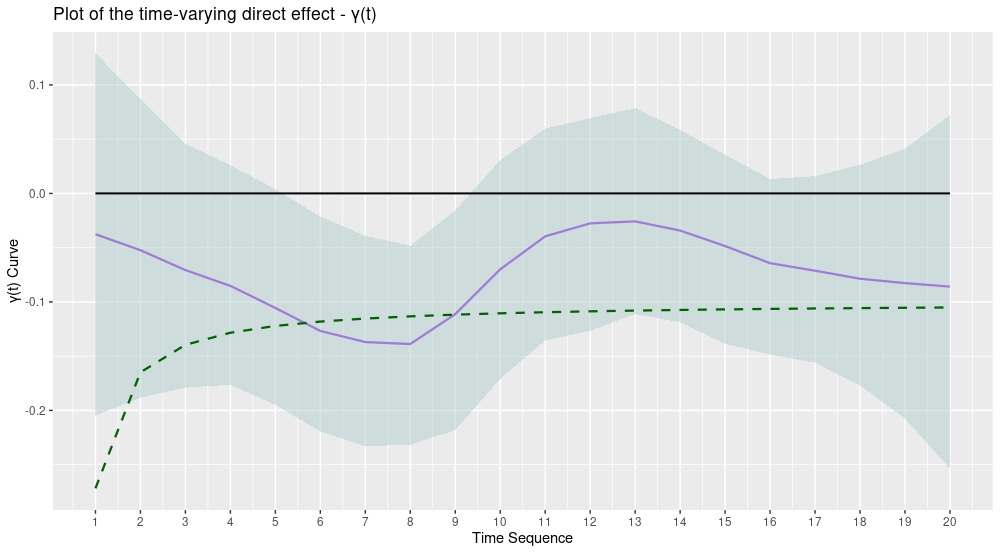 Plot of the time-varying direct effect - γ(t)
γ(t) Curve
0.1
0.0
-0.1
-0.2
1 2 3 4 5 6 7 8 9 10 11 12 13 14 15 16 17 18 19 20
Time Sequence